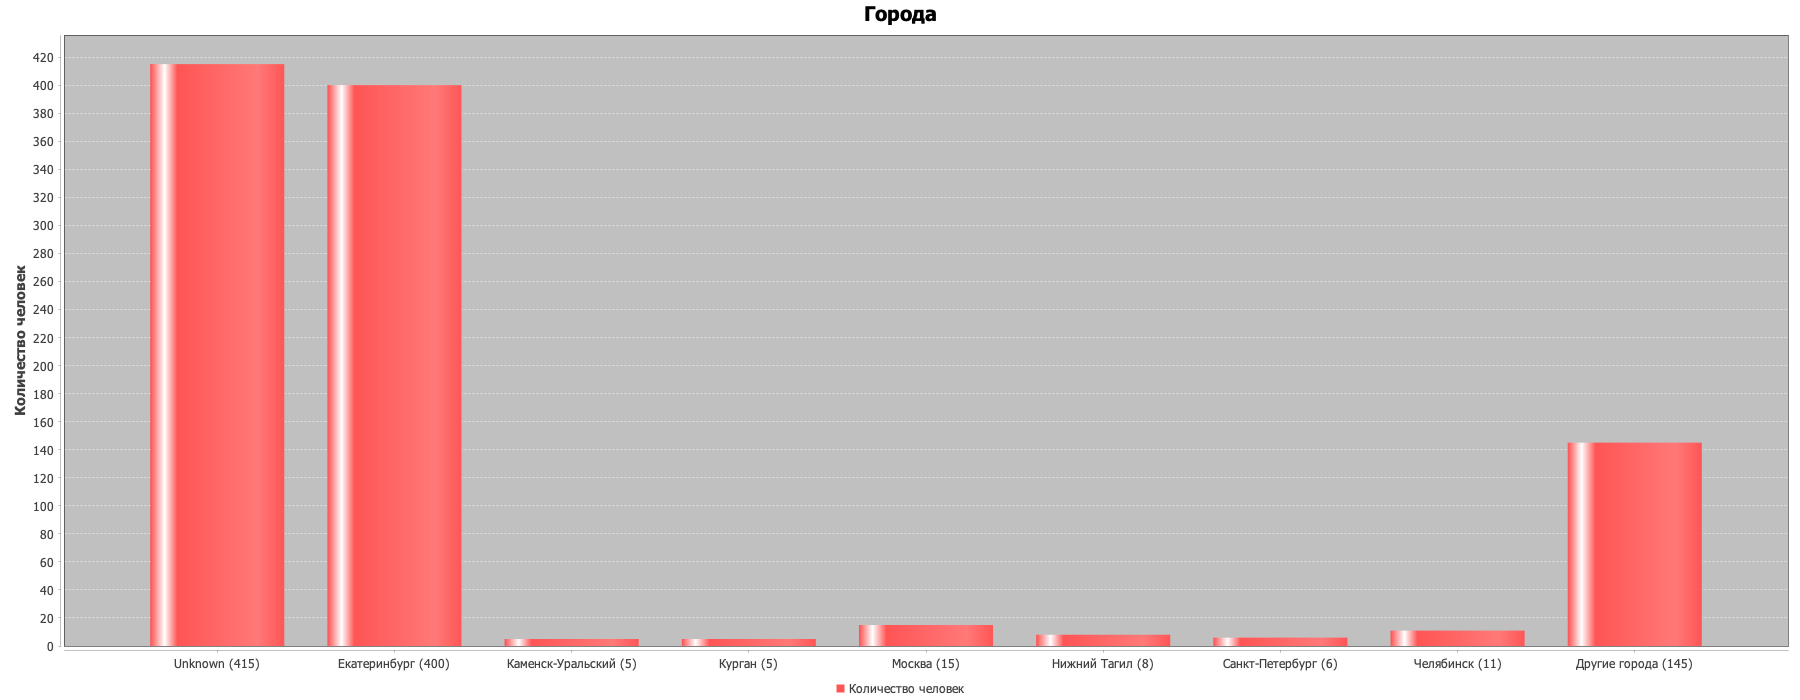 Города
Количество человек
420
400
380
360
340
320
300
280
260
240
220
200
180
160
140
120
100
80
60
40
20
0
Unknown (415)
Екатеринбург (400)
Каменск-Уральский (5)
Курган (5)
Москва (15)
Нижний Тагил (8)
Санкт-Петербург (6)
Челябинск (11)
Другие города (145)
Количество человек